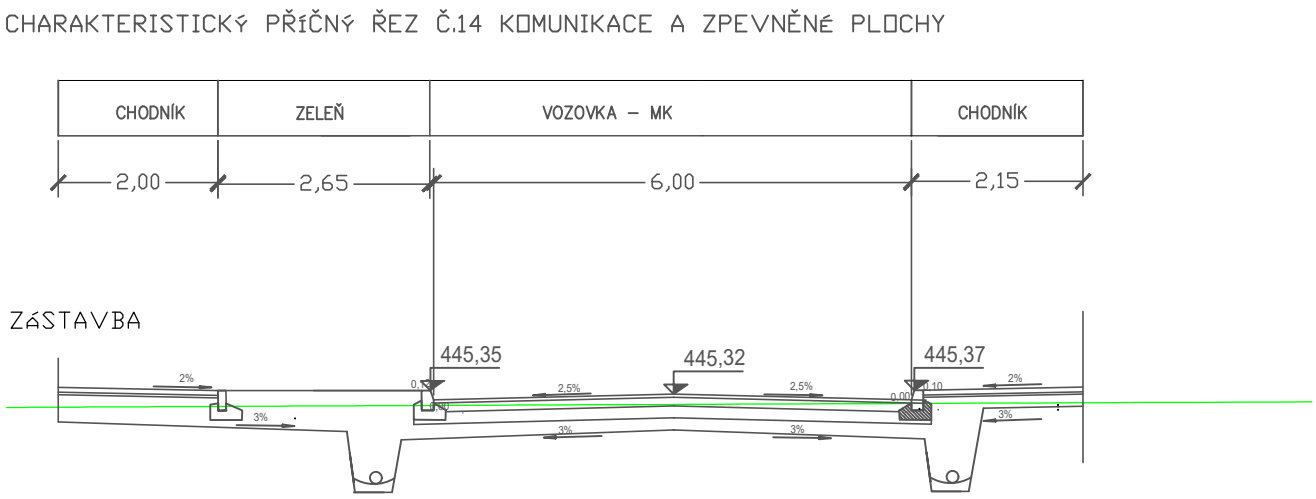 CHARAKTERISTICKÝ PŘÍČNÝ ŘEZ Č.14 KOMUNIKACE A ZPEVNĚNÉ PLOCHY
CHODNÍK ZELEŇ VOZOVKA – MK CHODNÍK
2,00 2,65 6,00 2,15
ZÁSTAVBA
445,35 445,32 445,37
2% 2,5% 2,5% 0,10 2%
0,00
3% 3% 3% 3%